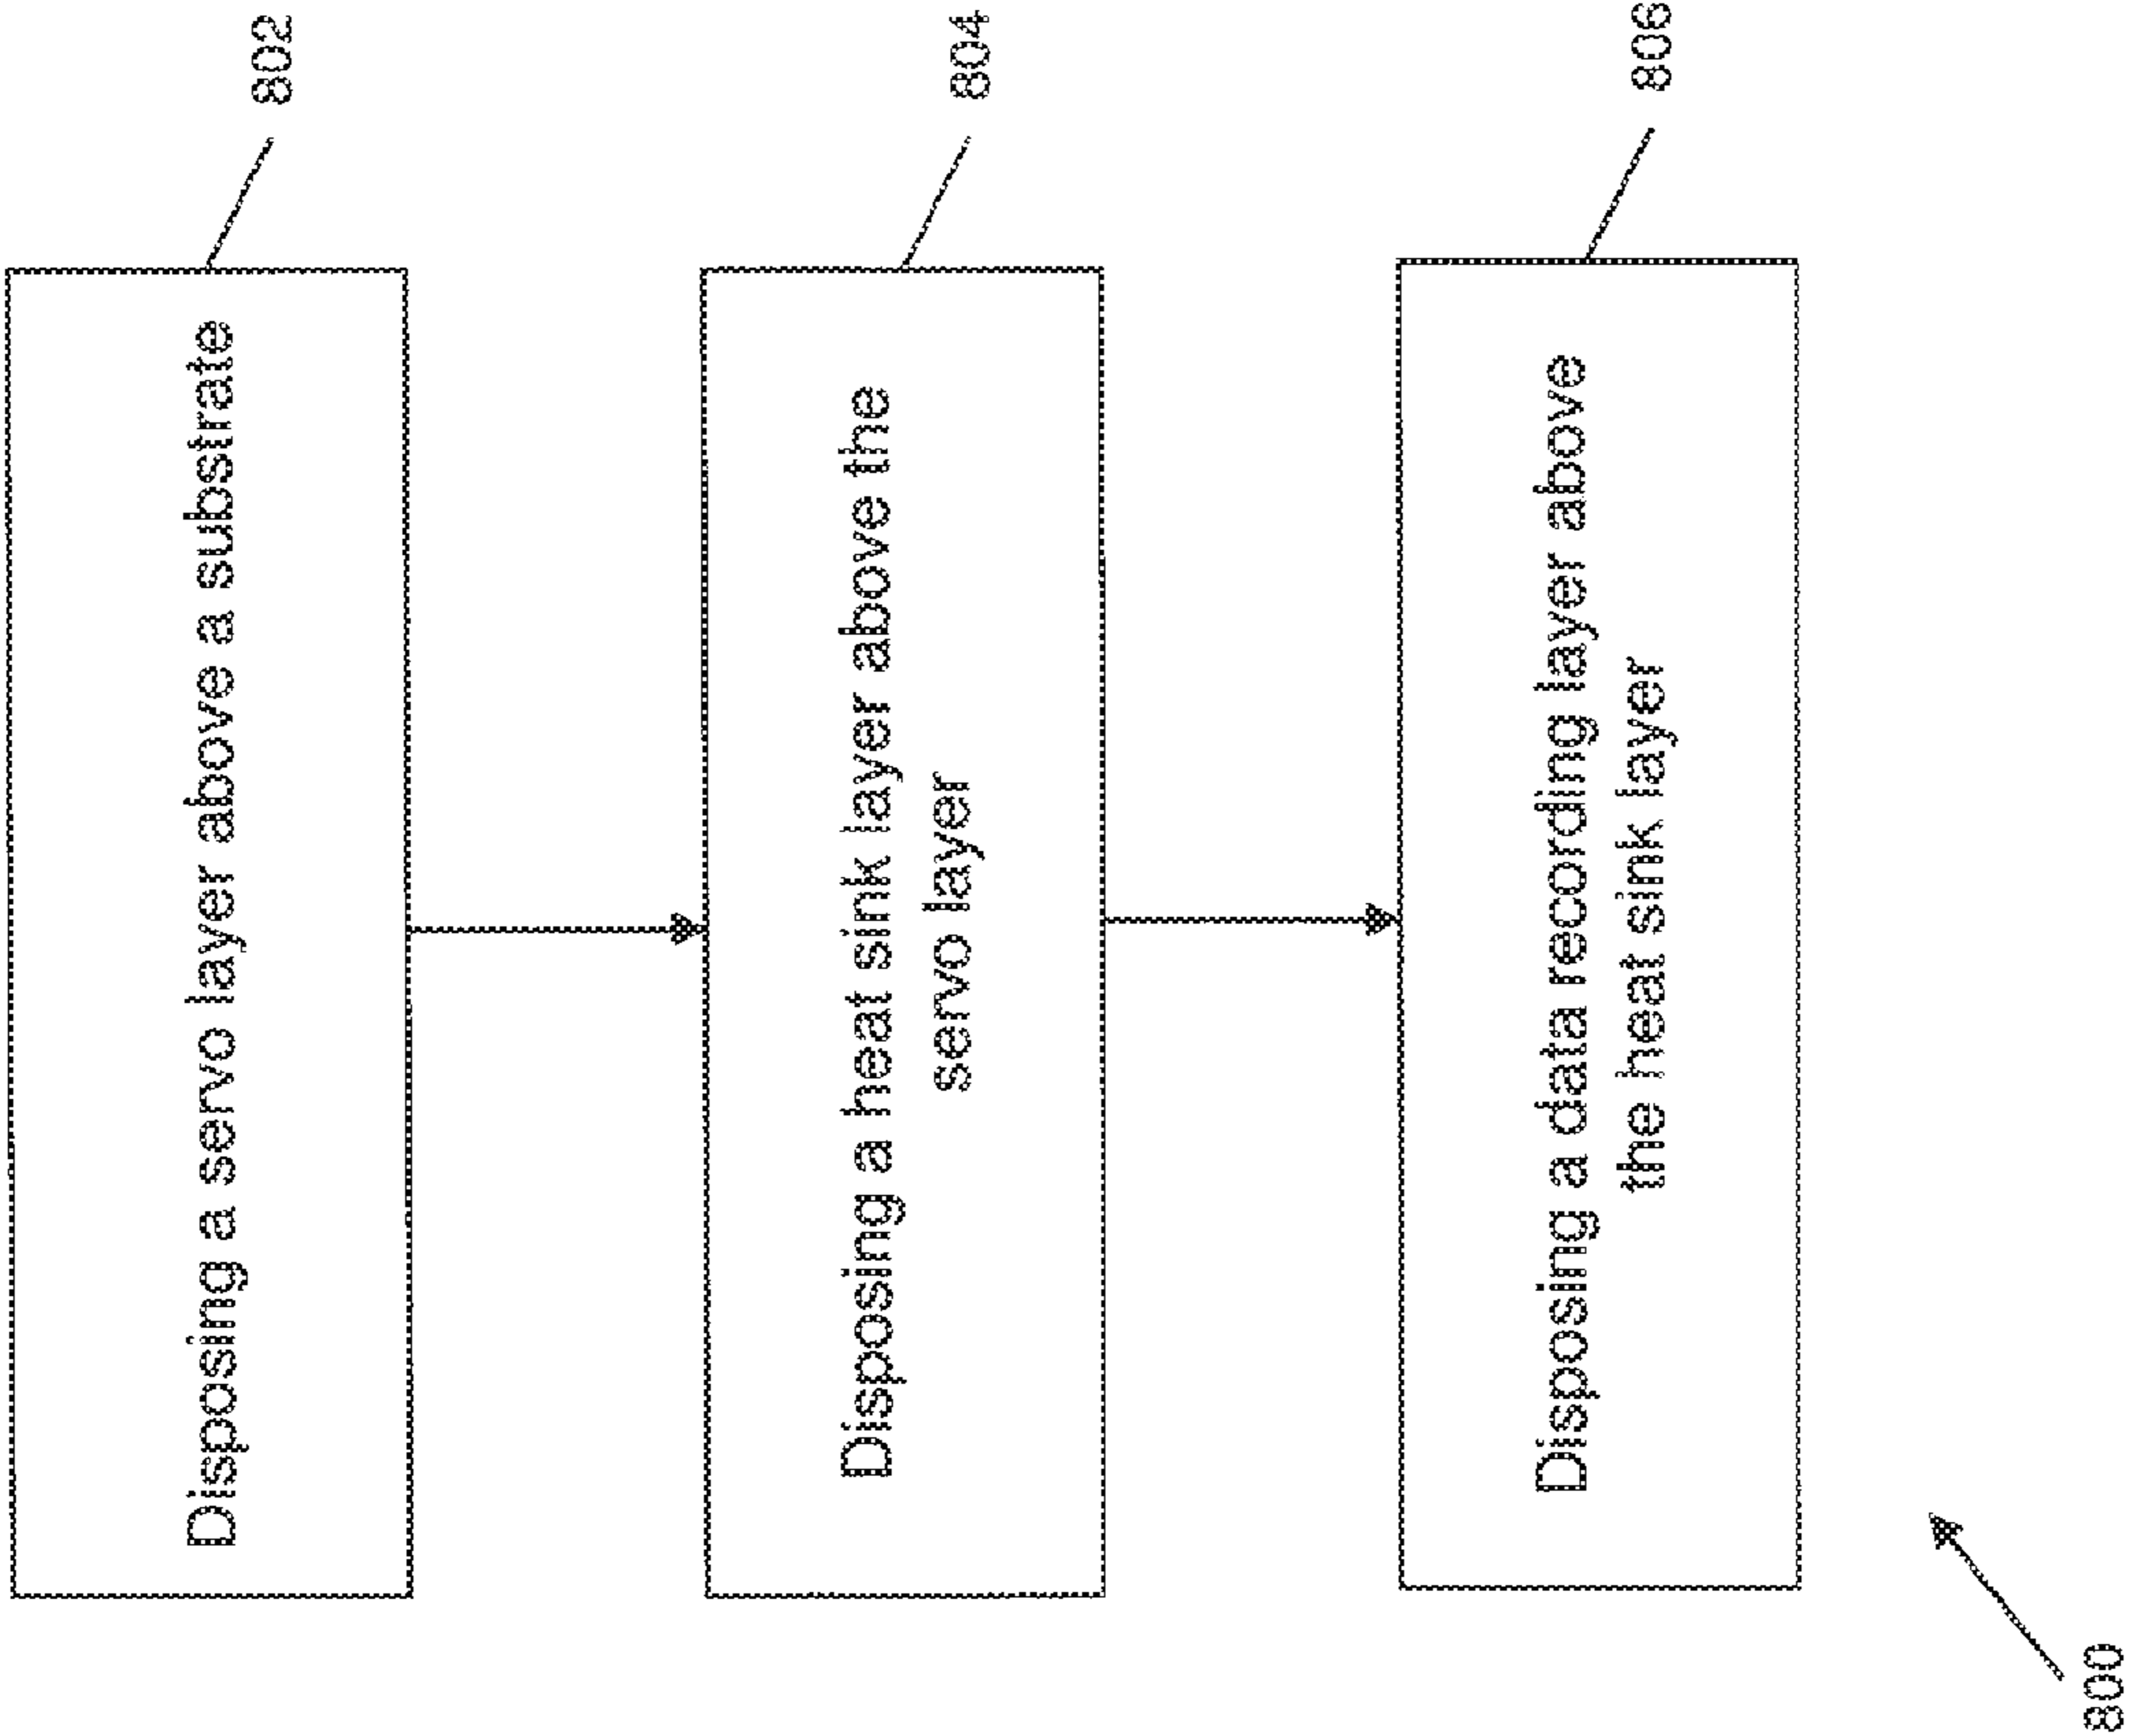 Disposing a servo layer above a substrate
802
Disposing a heat sink layer above the
servo layer
804
Disposing a data recording layer above
the heat sink layer
806
800